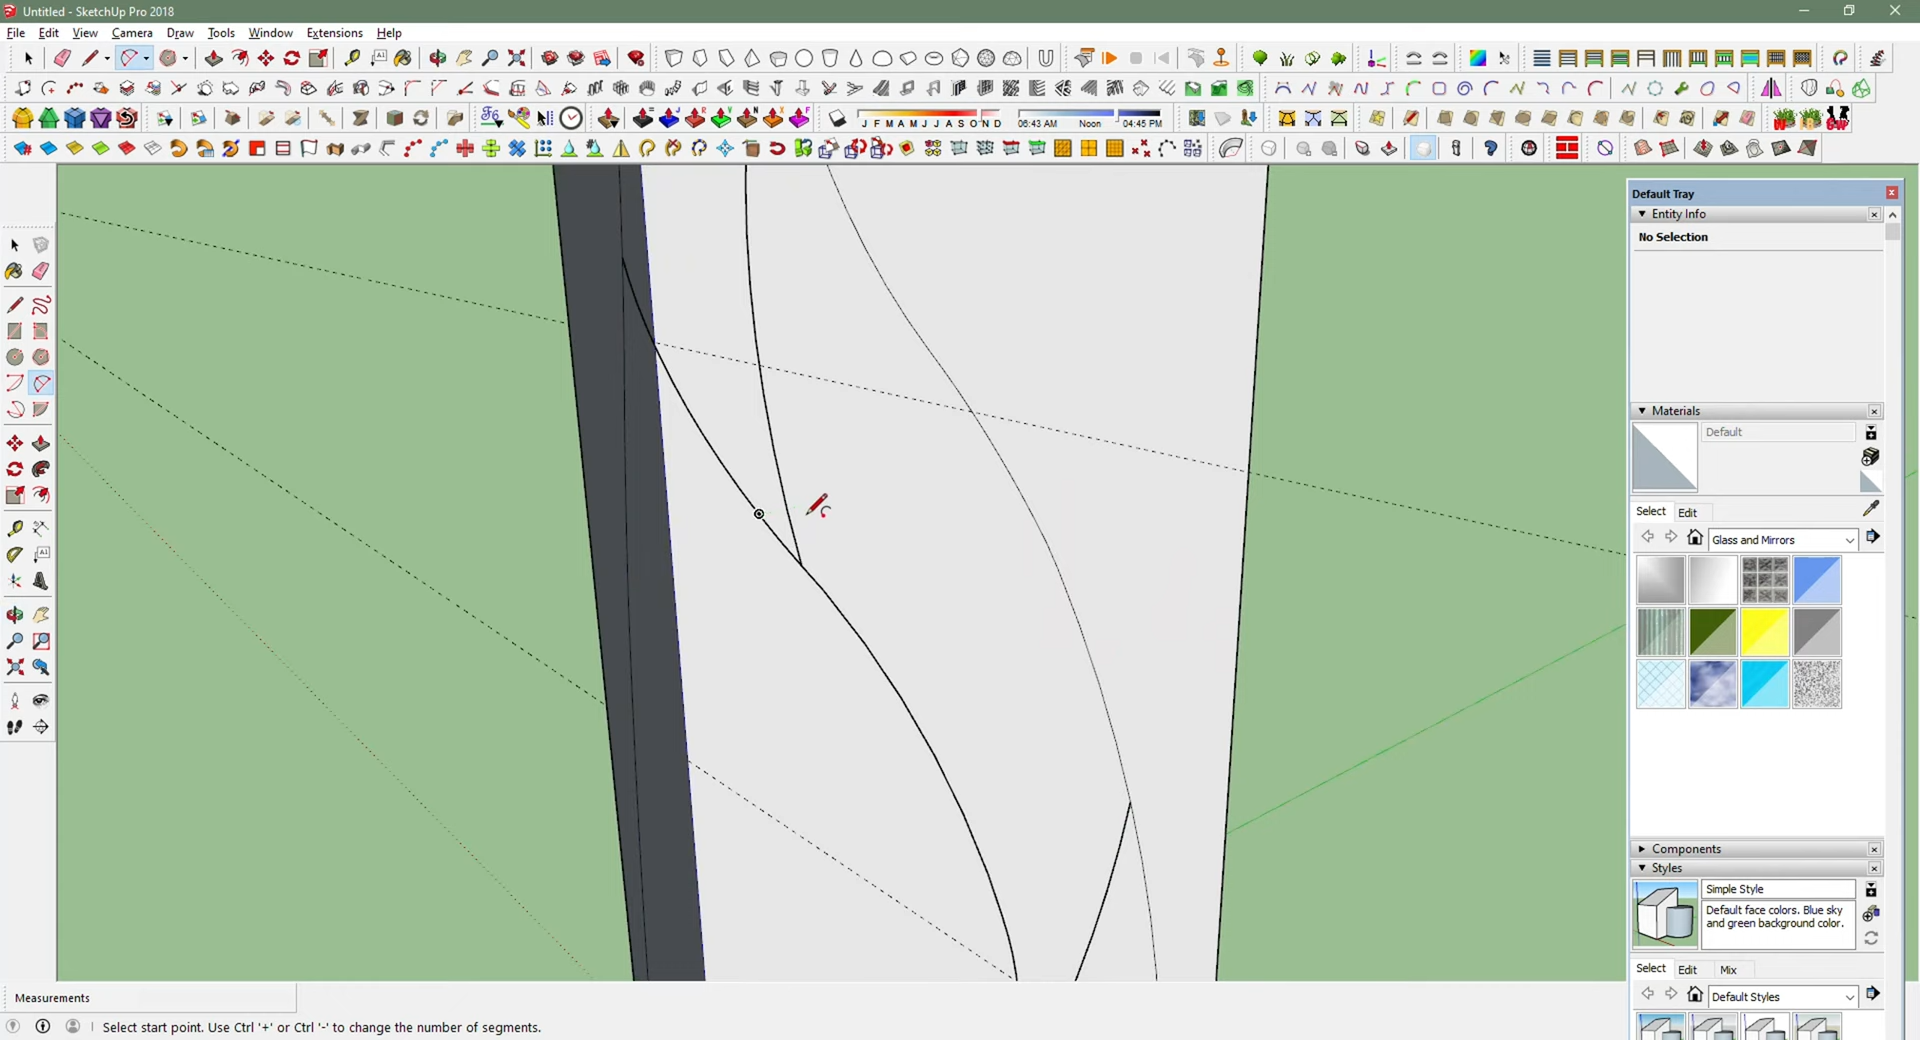 Untitled - SketchUp Pro 2018
File Edit View Camera Draw Tools Window Extensions Help
J F M A M J J A S O N D
06:43 AM Noon 04:45 PM
Default Tray
Entity Info
No Selection
Materials
Default
Select Edit
Glass and Mirrors
Components
Styles
Simple Style
Default face colors. Blue sky
and green background color.
Select Edit Mix
Default Styles
Measurements
Select start point. Use Ctrl '+' or Ctrl '-' to change the number of segments.